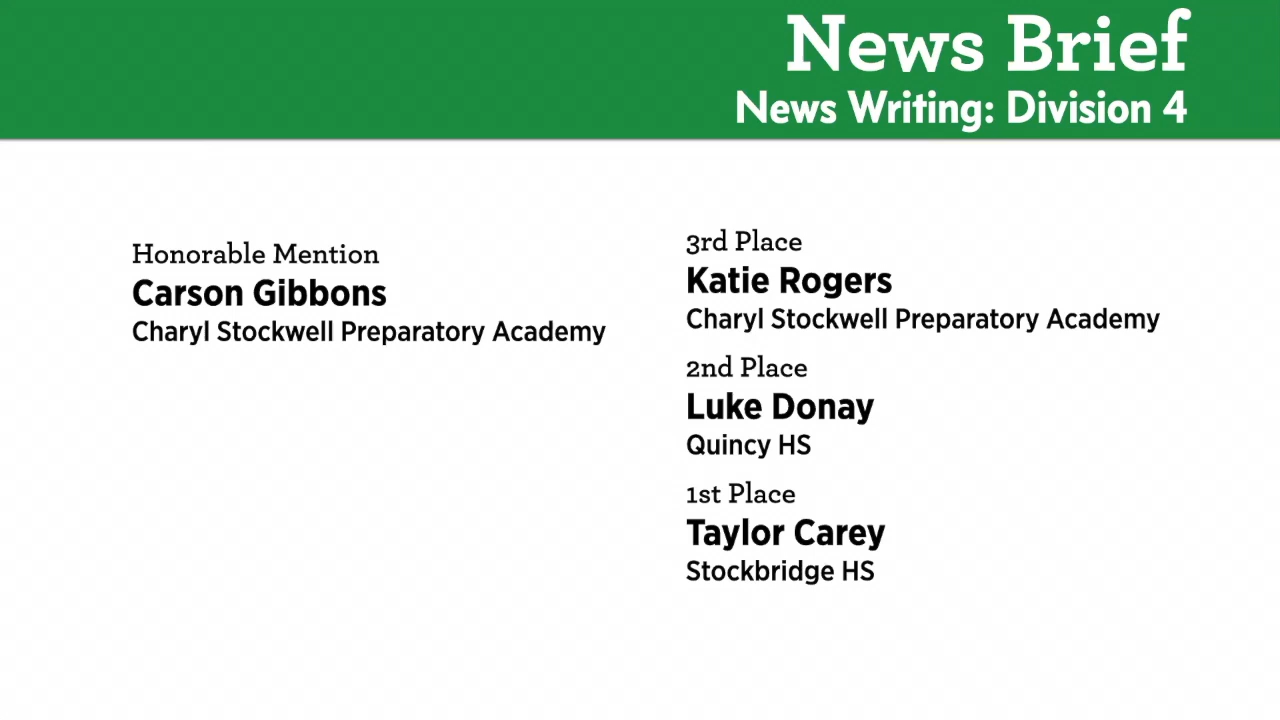 News Brief
News Writing: Division 4
Honorable Mention
Carson Gibbons
Charyl Stockwell Preparatory Academy
3rd Place
Katie Rogers
Charyl Stockwell Preparatory Academy
2nd Place
Luke Donay
Quincy HS
1st Place
Taylor Carey
Stockbridge HS